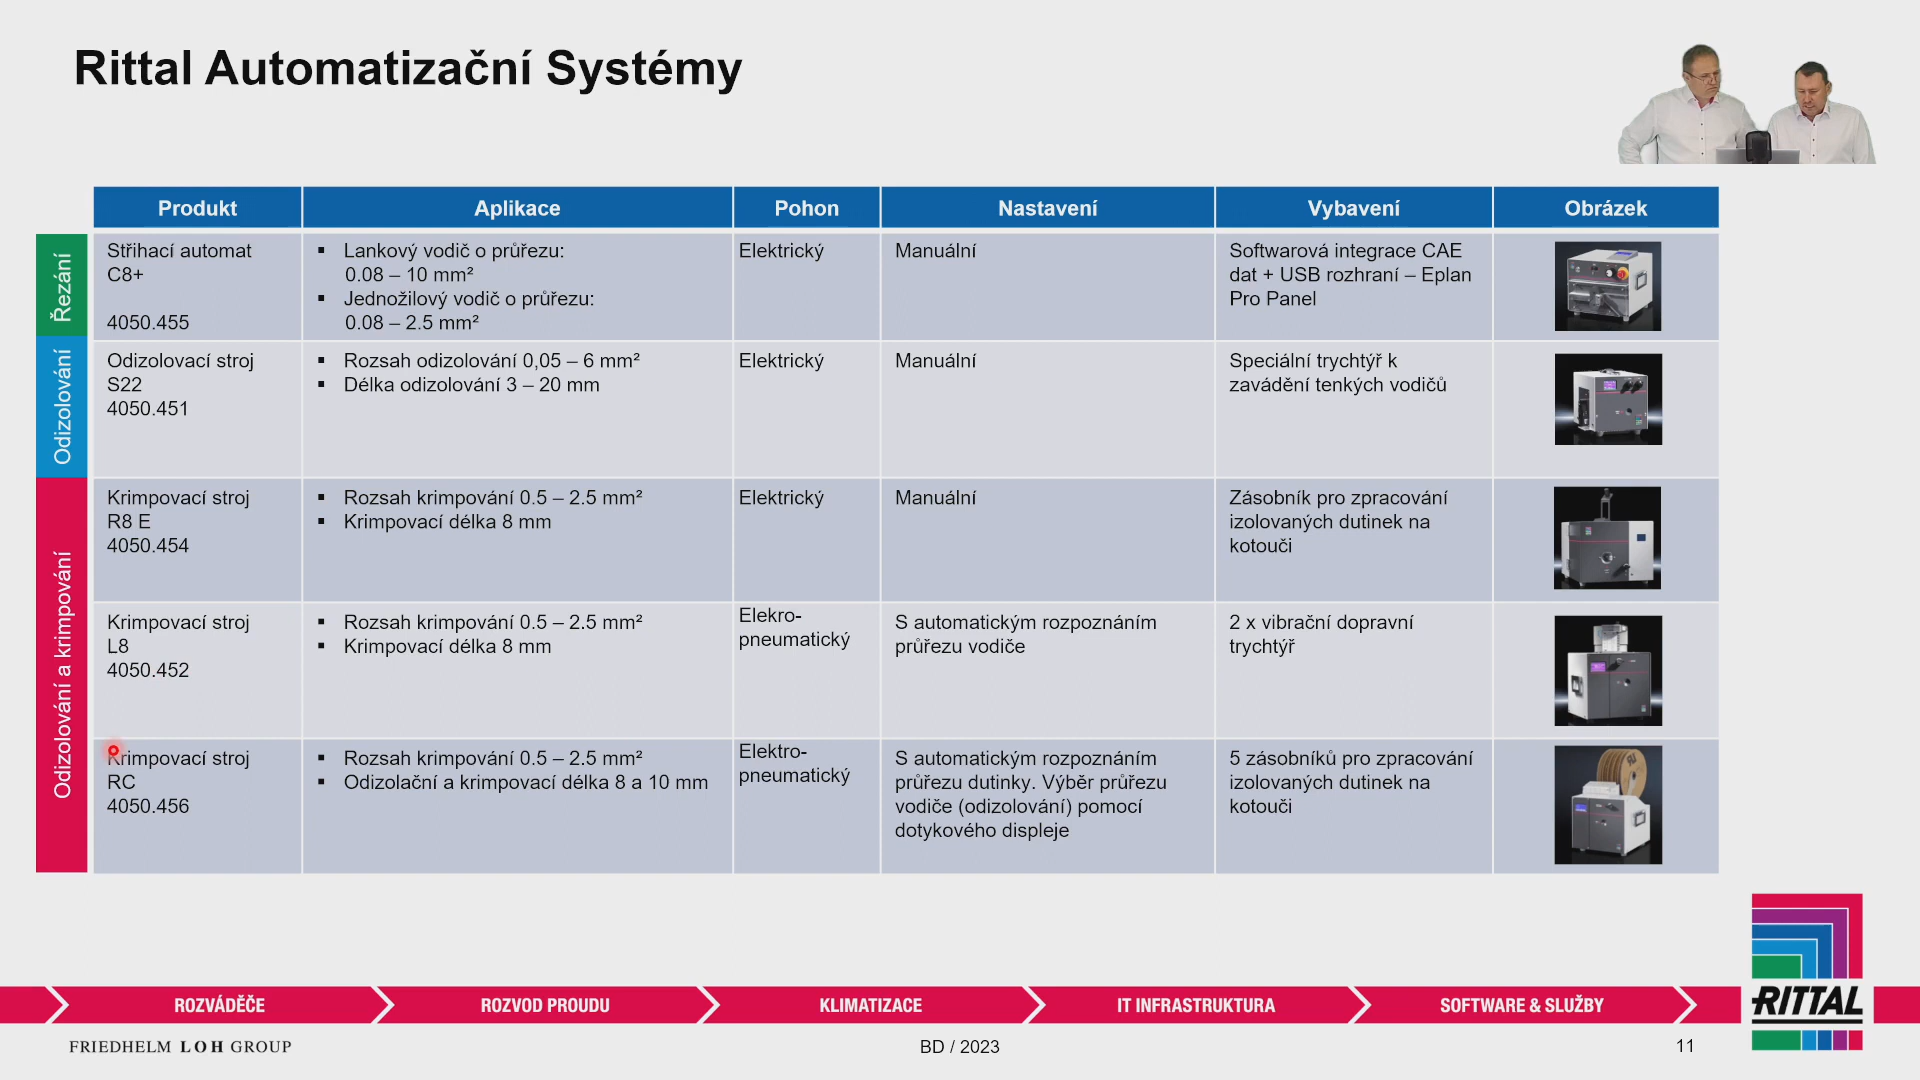 Rittal Automatizační Systémy
Produkt
Aplikace
Pohon
Nastavení
Vybavení
Obrázek
Řezání
Střihací automat
C8+
4050.455
▪ Lankový vodič o průřezu:
0.08 – 10 mm²
▪ Jednožilový vodič o průřezu:
0.08 – 2.5 mm²
Elektrický
Manuální
Softwarová integrace CAE
dat + USB rozhraní – Eplan
Pro Panel
Odizolování
Odizolovací stroj
S22
4050.451
▪ Rozsah odizolování 0,05 – 6 mm²
▪ Délka odizolování 3 – 20 mm
Elektrický
Manuální
Speciální trychtýř k
zavádění tenkých vodičů
Odizolování a krimpování
Krimpovací stroj
R8 E
4050.454
▪ Rozsah krimpování 0.5 – 2.5 mm²
▪ Krimpovací délka 8 mm
Elektrický
Manuální
Zásobník pro zpracování
izolovaných dutinek na
kotouči
Krimpovací stroj
L8
4050.452
▪ Rozsah krimpování 0.5 – 2.5 mm²
▪ Krimpovací délka 8 mm
Elekro-
pneumatický
S automatickým rozpoznáním
průřezu vodiče
2 x vibrační dopravní
trychtýř
Krimpovací stroj
RC
4050.456
▪ Rozsah krimpování 0.5 – 2.5 mm²
▪ Odizolační a krimpovací délka 8 a 10 mm
Elektro-
pneumatický
S automatickým rozpoznáním
průřezu dutinky. Výběr průřezu
vodiče (odizolování) pomocí
dotykového displeje
5 zásobníků pro zpracování
izolovaných dutinek na
kotouči
ROZVÁDĚČE
ROZVOD PROUDU
KLIMATIZACE
IT INFRASTRUKTURA
SOFTWARE & SLUŽBY
RITTAL
FRIEDHELM LOH GROUP
BD / 2023
11